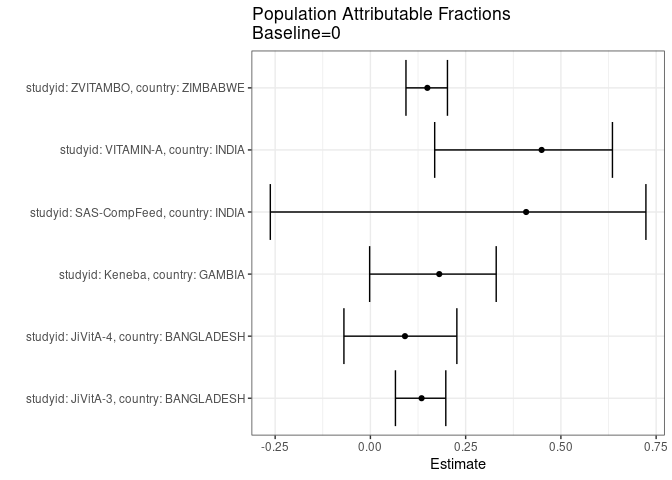 Population Attributable Fractions
Baseline=0
studyid: ZVITAMBO, country: ZIMBABWE
studyid: VITAMIN-A, country: INDIA
studyid: SAS-CompFeed, country: INDIA
studyid: Keneba, country: GAMBIA
studyid: JiVitA-4, country: BANGLADESH
studyid: JiVitA-3, country: BANGLADESH
-0.25 0.00 0.25 0.50 0.75
Estimate